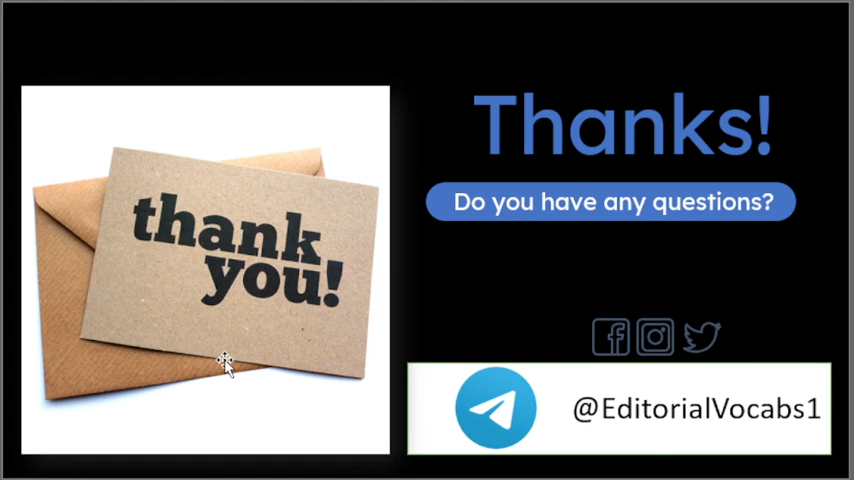 thank
you!
Thanks!
Do you have any questions?
@EditorialVocabs1